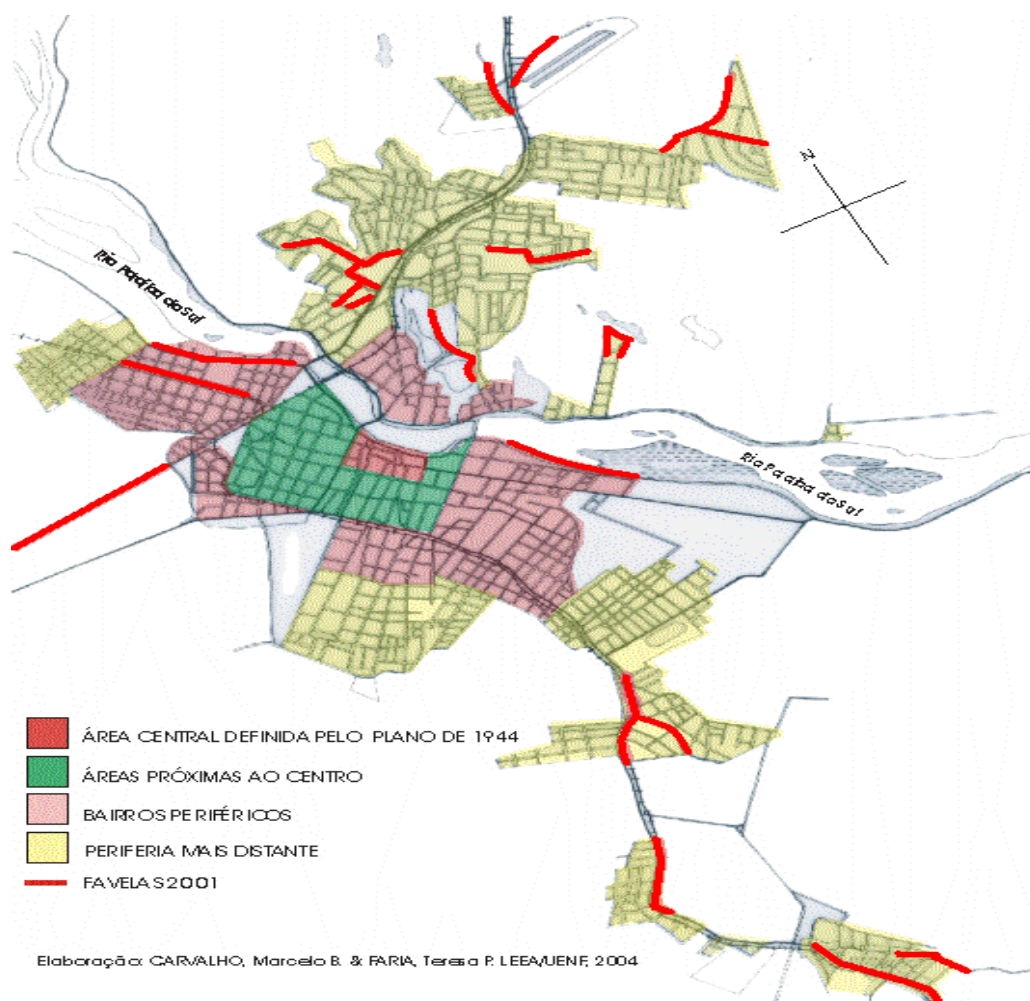 N
Rio Paraíba do Sul
Rio Paraíba do Sul
ÁREA CENTRAL DEFINIDA PELO PLANO DE 1944
ÁREAS PRÓXIMAS AO CENTRO
BAIRROS PERIFÉRICOS
PERIFERIA MAIS DISTANTE
FAVELAS 2001
Elaboração: CARVALHO, Marcelo B. & FARIA, Teresa P. LEEA/UENF, 2004